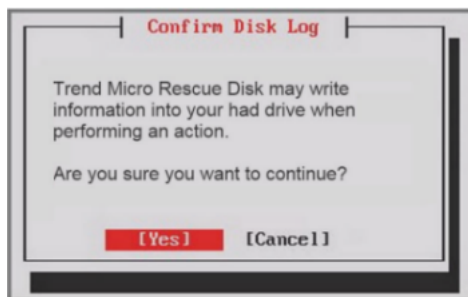 Confirm Disk Log
Trend Micro Rescue Disk may write
information into your had drive when
performing an action.
Are you sure you want to continue?
[Yes] [Cancel]